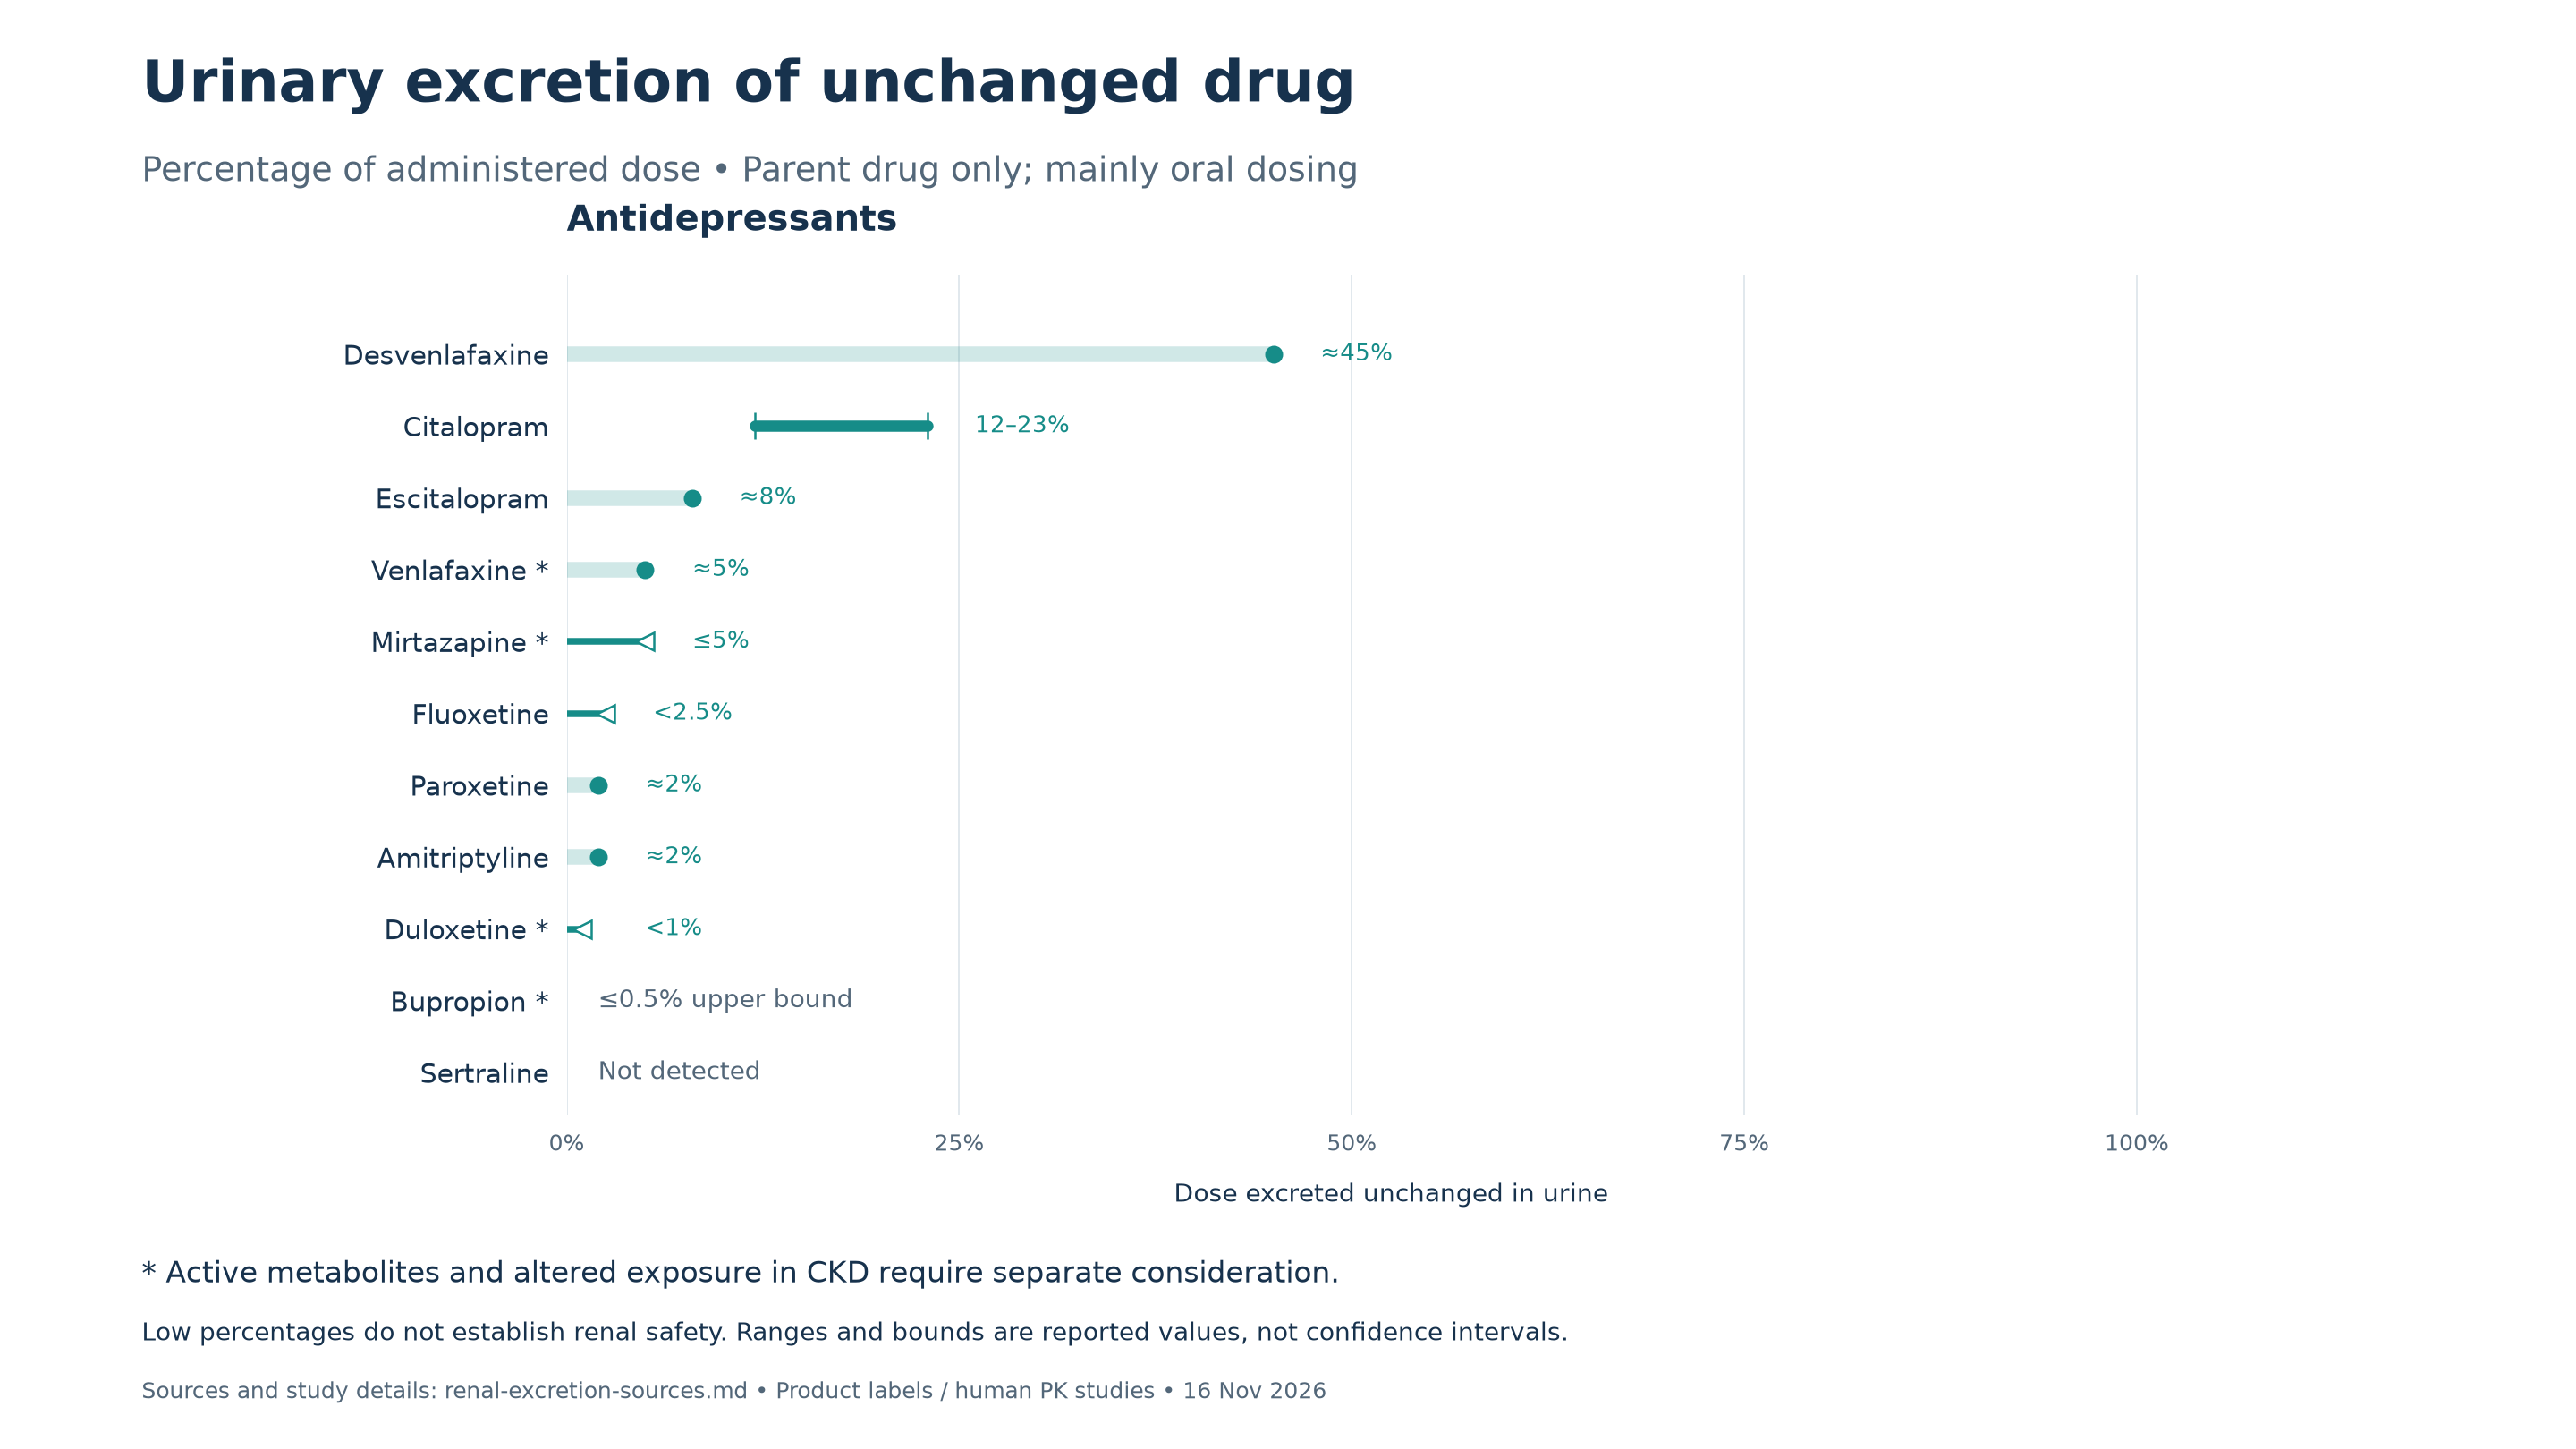 Urinary excretion of unchanged drug
Percentage of administered dose • Parent drug only; mainly oral dosing
Antidepressants
Desvenlafaxine ≈45%
Citalopram 12–23%
Escitalopram ≈8%
Venlafaxine * ≈5%
Mirtazapine * ≤5%
Fluoxetine <2.5%
Paroxetine ≈2%
Amitriptyline ≈2%
Duloxetine * <1%
Bupropion * ≤0.5% upper bound
Sertraline Not detected
0% 25% 50% 75% 100%
Dose excreted unchanged in urine
* Active metabolites and altered exposure in CKD require separate consideration.
Low percentages do not establish renal safety. Ranges and bounds are reported values, not confidence intervals.
Sources and study details: renal-excretion-sources.md • Product labels / human PK studies • 16 Nov 2026